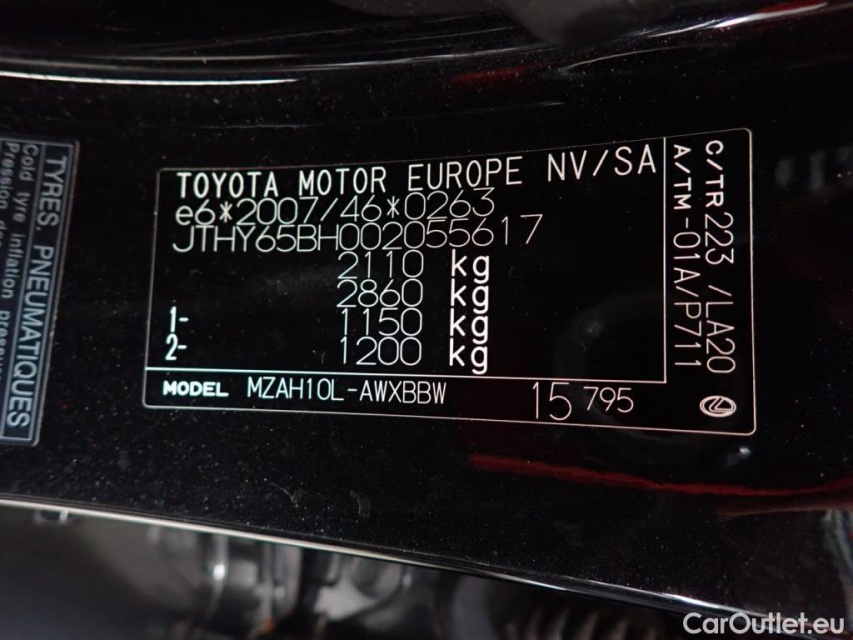 TYRES. PNEUMATIQUES
Cold tyre inflation
TOYOTA MOTOR EUROPE NV/SA
e6*2007/46*0263
JTHY65BH002055617
2110 kg
2860 kg
1- 1150 kg
2- 1200 kg
MODEL MZAH10L-AWXBBW 15 795
C/TR 223 /LA20
A/TM-01A/P711
CarOutlet.eu